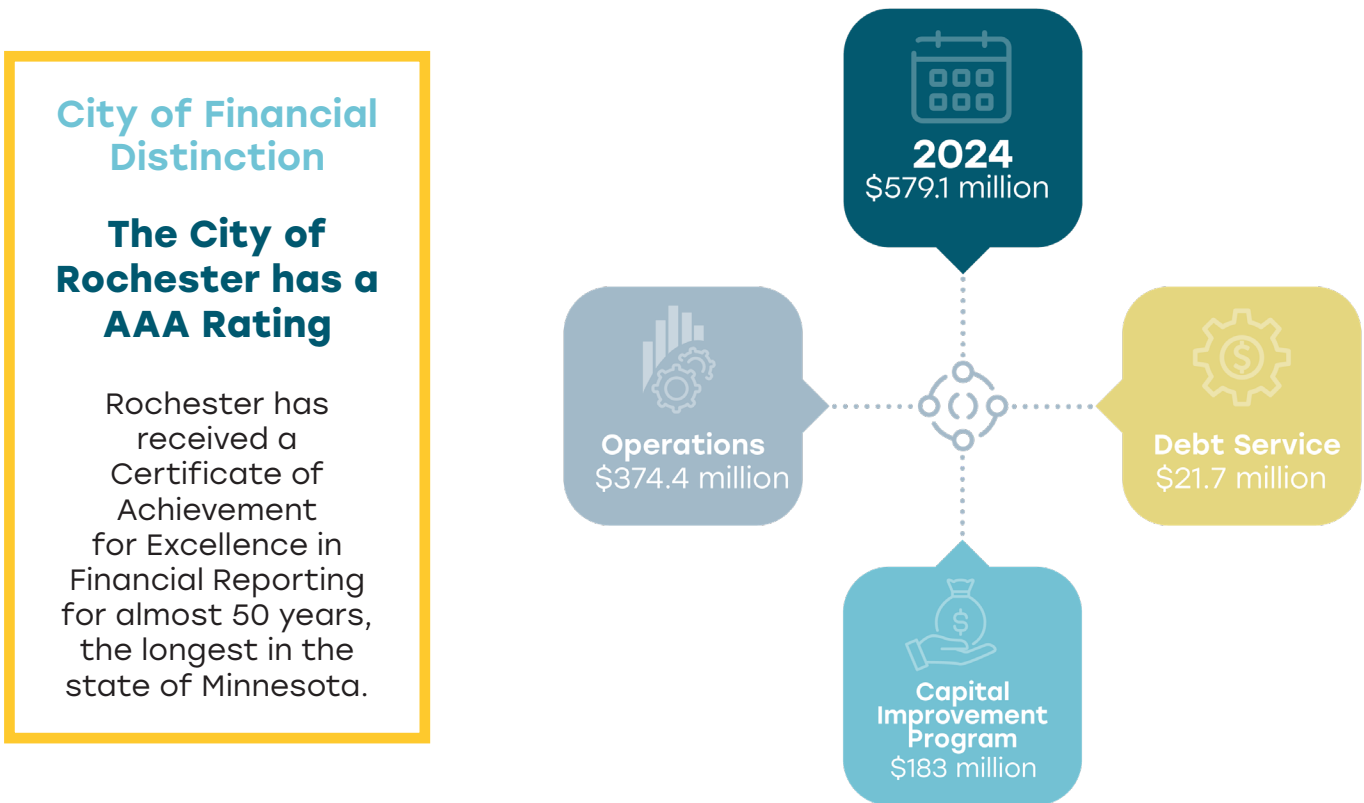 City of Financial
Distinction
The City of
Rochester has a
AAA Rating
Rochester has
received a
Certificate of
Achievement
for Excellence in
Financial Reporting
for almost 50 years,
the longest in the
state of Minnesota.
2024
$579.1 million
Operations
$374.4 million
Debt Service
$21.7 million
Capital
Improvement
Program
$183 million